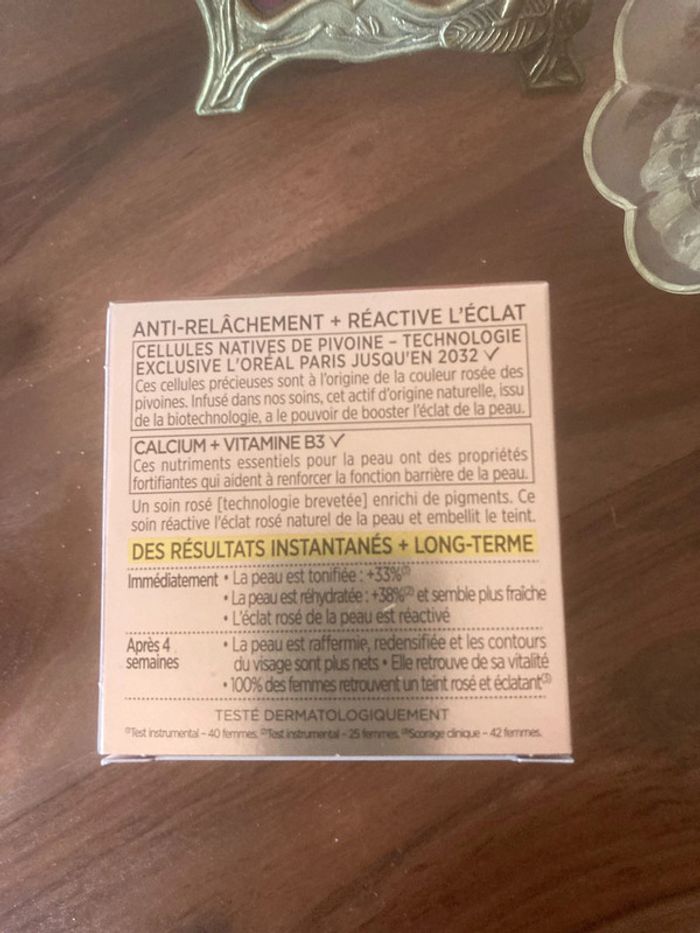 ANTI-RELÂCHEMENT + RÉACTIVE L'ÉCLAT
CELLULES NATIVES DE PIVOINE – TECHNOLOGIE
EXCLUSIVE L'ORÉAL PARIS JUSQU'EN 2032 ✓
Ces cellules précieuses sont à l'origine de la couleur rosée des
pivoines. Infusé dans nos soins, cet actif d'origine naturelle, issu
de la biotechnologie, a le pouvoir de booster l'éclat de la peau.
CALCIUM + VITAMINE B3 ✓
Ces nutriments essentiels pour la peau ont des propriétés
fortifiantes qui aident à renforcer la fonction barrière de la peau.
Un soin rosé [technologie brevetée] enrichi de pigments. Ce
soin réactive l'éclat rosé naturel de la peau et embellit le teint.
DES RÉSULTATS INSTANTANÉS + LONG-TERME
Immédiatement • La peau est tonifiée : +33%⁽¹⁾
• La peau est réhydratée : +38%⁽²⁾ et semble plus fraîche
• L'éclat rosé de la peau est réactivé
Après 4 • La peau est raffermie, redensifiée et les contours
semaines du visage sont plus nets • Elle retrouve de sa vitalité
• 100% des femmes retrouvent un teint rosé et éclatant⁽³⁾
TESTÉ DERMATOLOGIQUEMENT
⁽¹⁾Test instrumental – 40 femmes. ⁽²⁾Test instrumental – 25 femmes. ⁽³⁾Scorage clinique – 42 femmes.